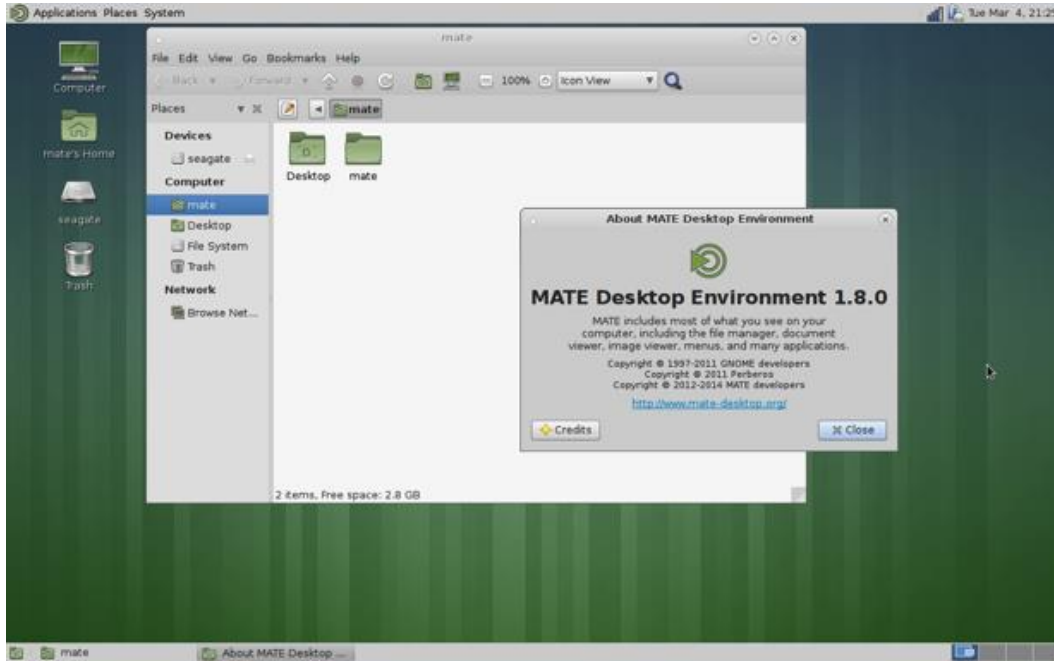 Applications Places System
Tue Mar 4, 21:25
Computer
mate's Home
seagate
Trash
mate
File Edit View Go Bookmarks Help
Back Forward 100% Icon View
Places mate
Devices
seagate
Computer
mate
Desktop
File System
Trash
Network
Browse Net...
Desktop mate
2 items, Free space: 2.8 GB
About MATE Desktop Environment
MATE Desktop Environment 1.8.0
MATE includes most of what you see on your
computer, including the file manager, document
viewer, image viewer, menus, and many applications.
Copyright © 1997-2011 GNOME developers
Copyright © 2011 Perberos
Copyright © 2012-2014 MATE developers
http://www.mate-desktop.org/
Credits Close
mate About MATE Desktop ...